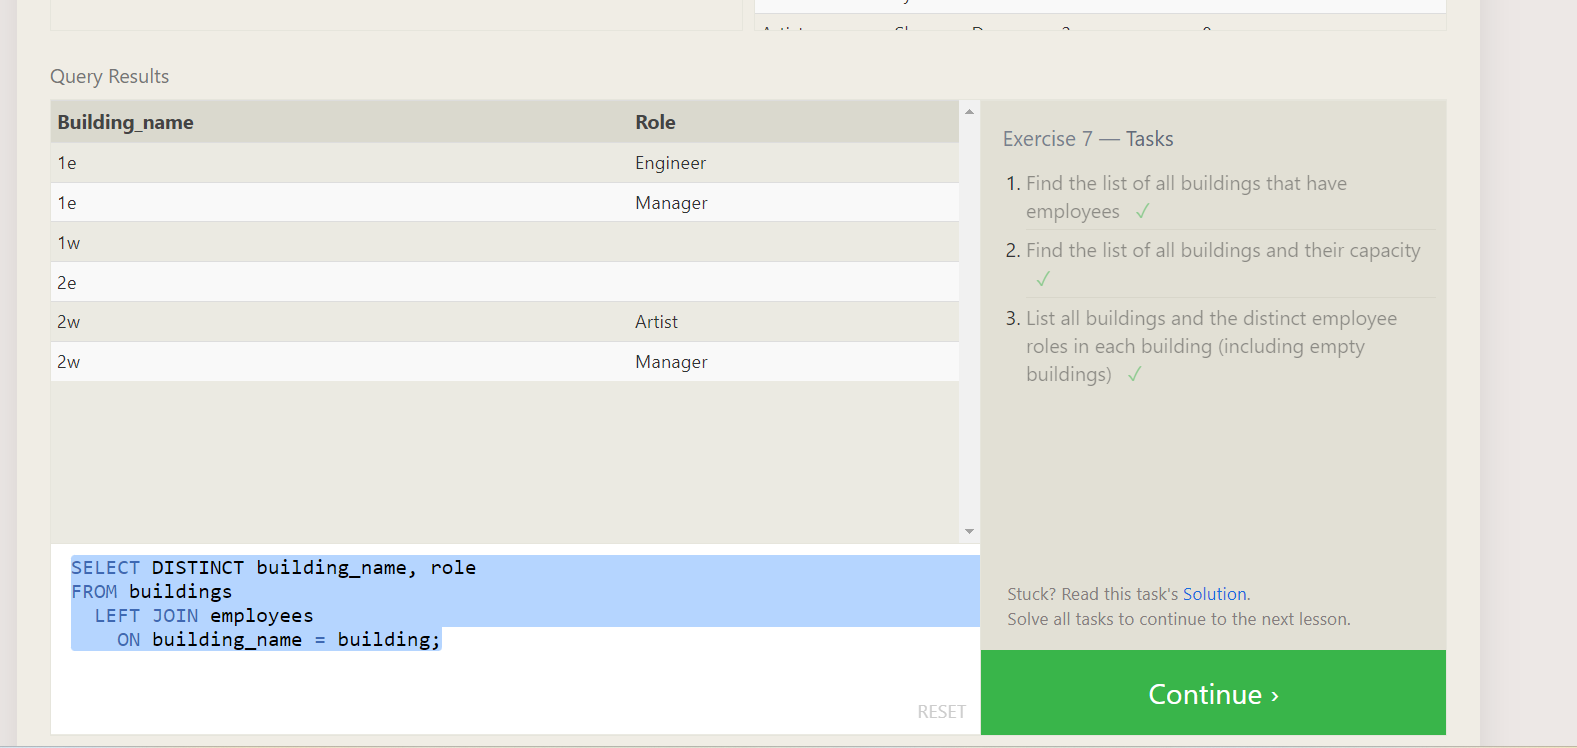 Query Results
Building_name Role
1e Engineer
1e Manager
1w
2e
2w Artist
2w Manager
SELECT DISTINCT building_name, role
FROM buildings
LEFT JOIN employees
ON building_name = building;
RESET
Exercise 7 — Tasks
1. Find the list of all buildings that have
employees ✓
2. Find the list of all buildings and their capacity
✓
3. List all buildings and the distinct employee
roles in each building (including empty
buildings) ✓
Stuck? Read this task's Solution.
Solve all tasks to continue to the next lesson.
Continue ›